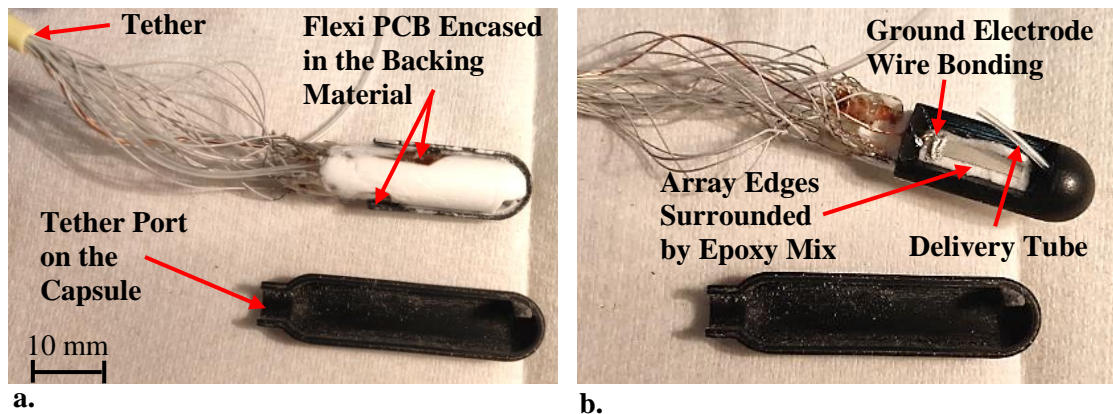 Tether
Flexi PCB Encased
in the Backing
Material
Tether Port
on the
Capsule
10 mm
a.
Ground Electrode
Wire Bonding
Array Edges
Surrounded
by Epoxy Mix
Delivery Tube
b.